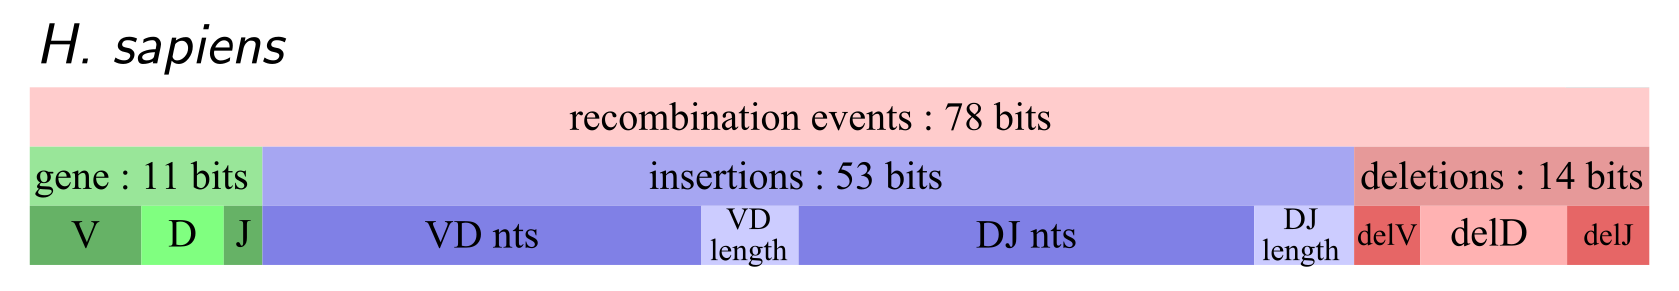 H. sapiens
recombination events : 78 bits
gene : 11 bits insertions : 53 bits deletions : 14 bits
V D J VD nts VD length DJ nts DJ length delV delD delJ